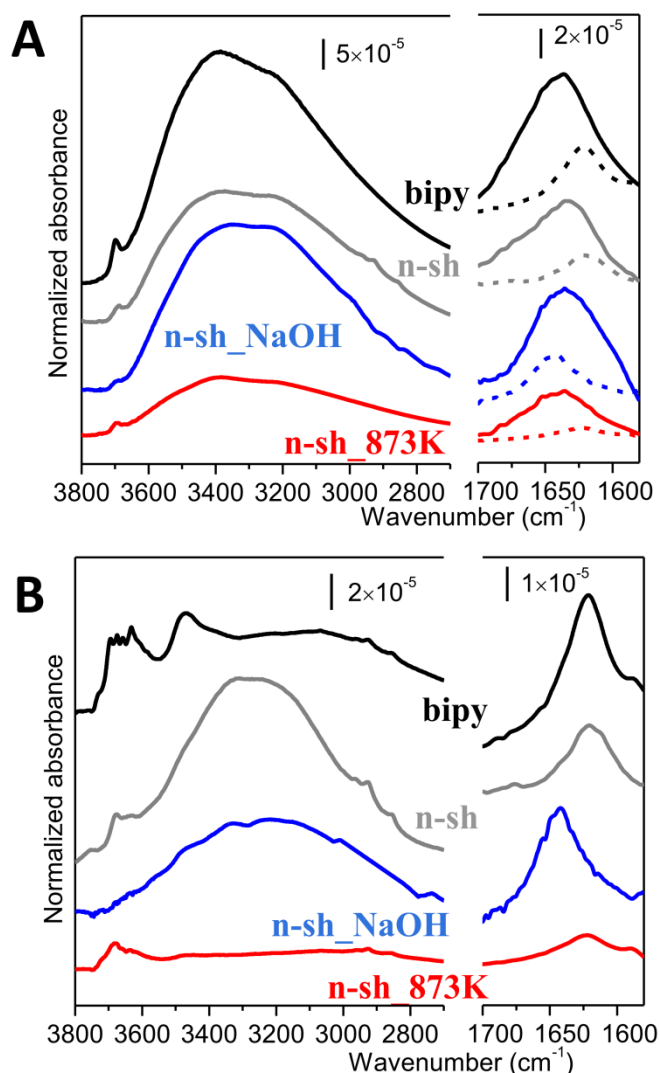 A
5×10⁻⁵
2×10⁻⁵
Normalized absorbance
bipy
n-sh
n-sh_NaOH
n-sh_873K
3800 3600 3400 3200 3000 2800 1700 1650 1600
Wavenumber (cm⁻¹)
B
2×10⁻⁵
1×10⁻⁵
Normalized absorbance
bipy
n-sh
n-sh_NaOH
n-sh_873K
3800 3600 3400 3200 3000 2800 1700 1650 1600
Wavenumber (cm⁻¹)